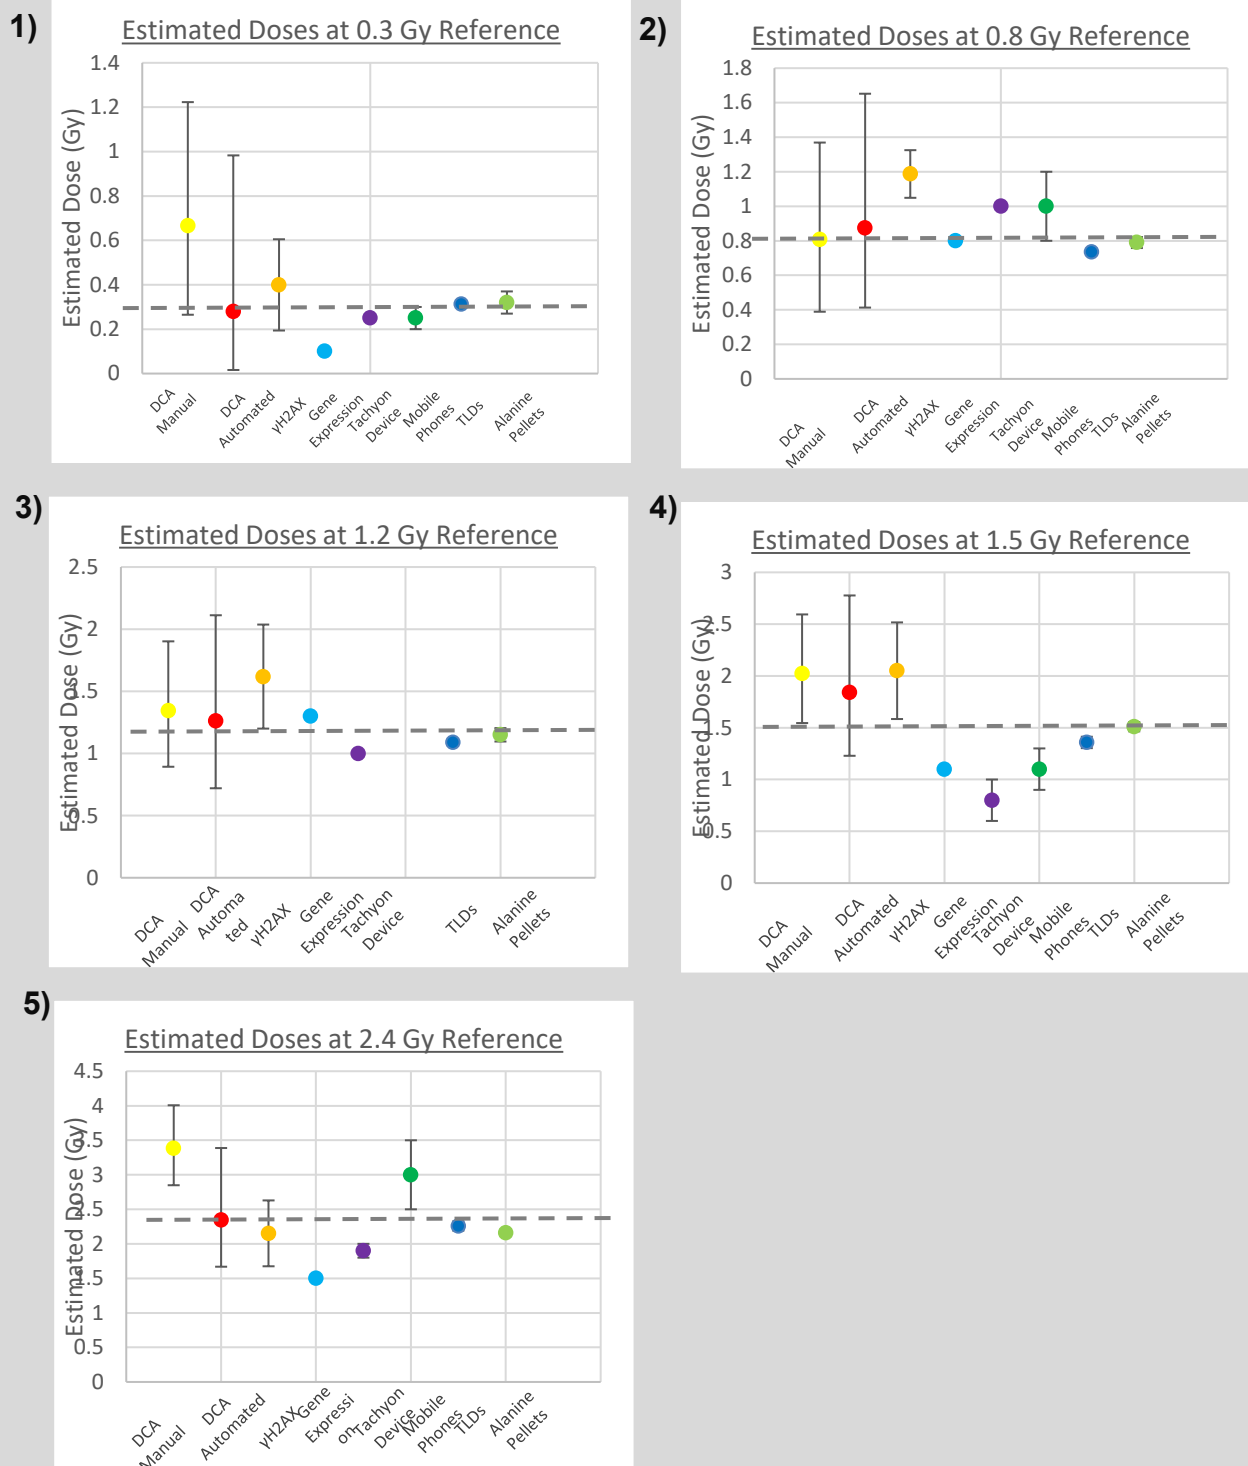 1)
Estimated Doses at 0.3 Gy Reference
Estimated Dose (Gy)
1.4
1.2
1
0.8
0.6
0.4
0.2
0
DCA
Manual
DCA
Automated
γH2AX
Gene
Expression
Tachyon
Device
Mobile
Phones
TLDs
Alanine
Pellets
2)
Estimated Doses at 0.8 Gy Reference
Estimated Dose (Gy)
1.8
1.6
1.4
1.2
1
0.8
0.6
0.4
0.2
0
DCA
Manual
DCA
Automated
γH2AX
Gene
Expression
Tachyon
Device
Mobile
Phones
TLDs
Alanine
Pellets
3)
Estimated Doses at 1.2 Gy Reference
Estimated Dose (Gy)
2.5
2
1.5
1
0.5
0
DCA
Manual
DCA
Automa
ted
γH2AX
Gene
Expression
Tachyon
Device
TLDs
Alanine
Pellets
4)
Estimated Doses at 1.5 Gy Reference
Estimated Dose (Gy)
3
2.5
2
1.5
1
0.5
0
DCA
Manual
DCA
Automated
γH2AX
Gene
Expression
Tachyon
Device
Mobile
Phones
TLDs
Alanine
Pellets
5)
Estimated Doses at 2.4 Gy Reference
Estimated Dose (Gy)
4.5
4
3.5
3
2.5
2
1.5
1
0.5
0
DCA
Manual
DCA
Automated
γH2AX
Gene
Expressi
on
Tachyon
Device
Mobile
Phones
TLDs
Alanine
Pellets